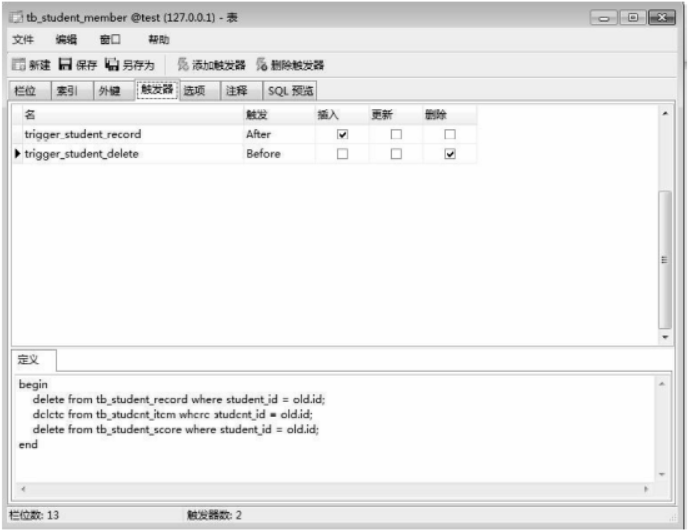 tb_student_member @test (127.0.0.1) - 表
文件 编辑 窗口 帮助
新建 保存 另存为 添加触发器 删除触发器
栏位 索引 外键 触发器 选项 注释 SQL 预览
名 触发 插入 更新 删除
trigger_student_record After
trigger_student_delete Before
定义
begin
delete from tb_student_record where student_id = old.id;
delete from tb_student_item where student_id = old.id;
delete from tb_student_score where student_id = old.id;
end
栏位数: 13 触发器数: 2